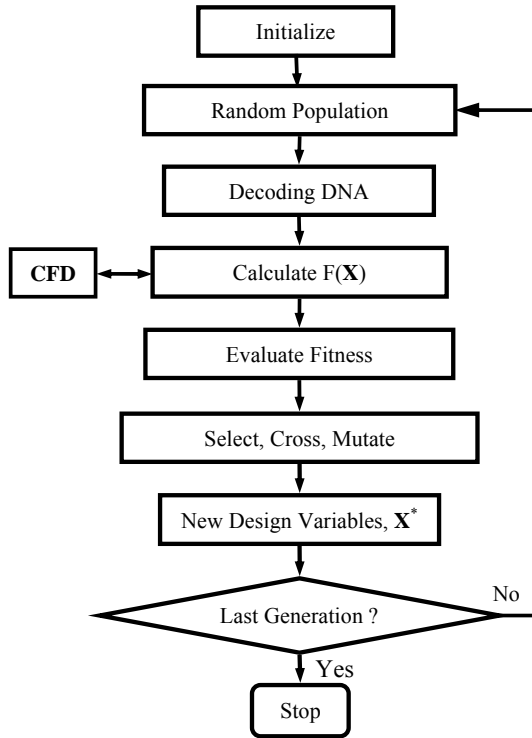 Initialize
Random Population
Decoding DNA
CFD
Calculate F(X)
Evaluate Fitness
Select, Cross, Mutate
New Design Variables, X*
Last Generation ?
No
Yes
Stop